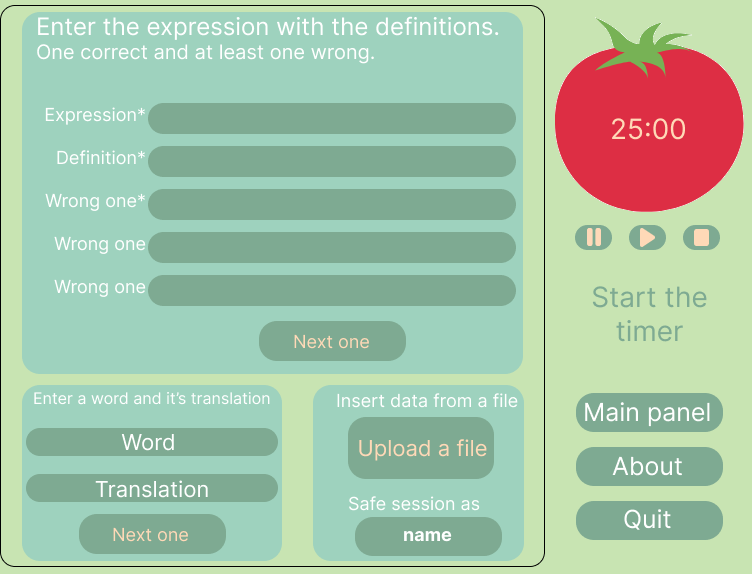 Enter the expression with the definitions.
One correct and at least one wrong.
Expression*
Definition*
Wrong one*
Wrong one
Wrong one
Next one
Enter a word and it's translation
Word
Translation
Next one
Insert data from a file
Upload a file
Safe session as
name
25:00
Start the
timer
Main panel
About
Quit